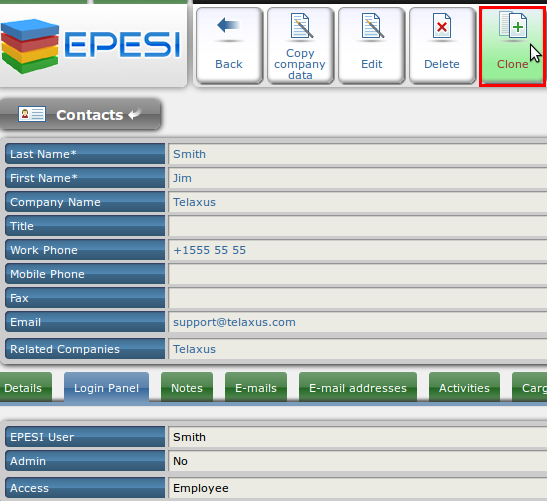 EPESI
Back
Copy
company
data
Edit
Delete
Clone
Contacts
Last Name* Smith
First Name* Jim
Company Name Telaxus
Title
Work Phone +1555 55 55
Mobile Phone
Fax
Email support@telaxus.com
Related Companies Telaxus
Details Login Panel Notes E-mails E-mail addresses Activities Carg
EPESI User Smith
Admin No
Access Employee